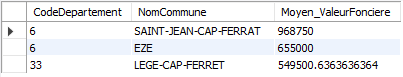 CodeDepartement NomCommune Moyen_ValeurFonciere
6 SAINT-JEAN-CAP-FERRAT 968750
6 EZE 655000
33 LEGE-CAP-FERRET 549500.6363636364